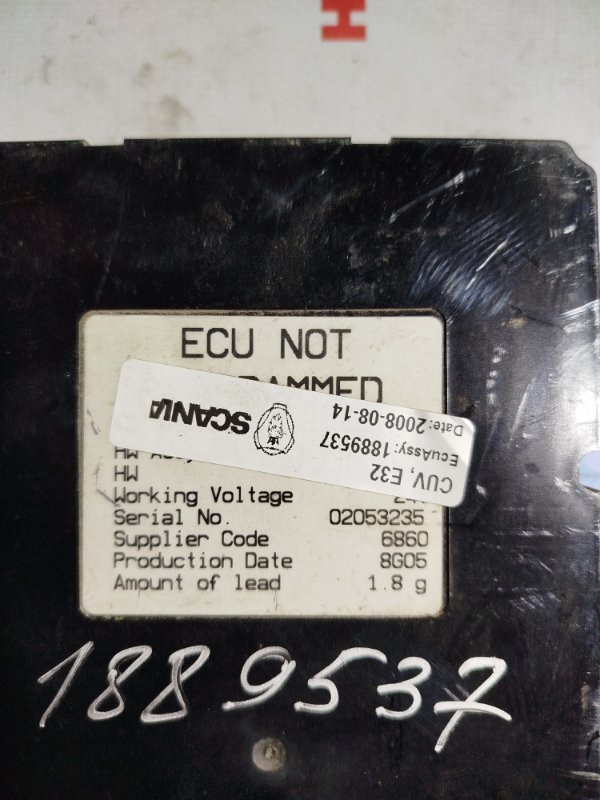 H
ECU NOT
SCANIA
CUV, E32
EcuAssy: 1889537
Date: 2008-08-14
HW
HW
Working Voltage
Serial No. 02053235
Supplier Code 6860
Production Date 8G05
Amount of lead 1.8 g
1889537